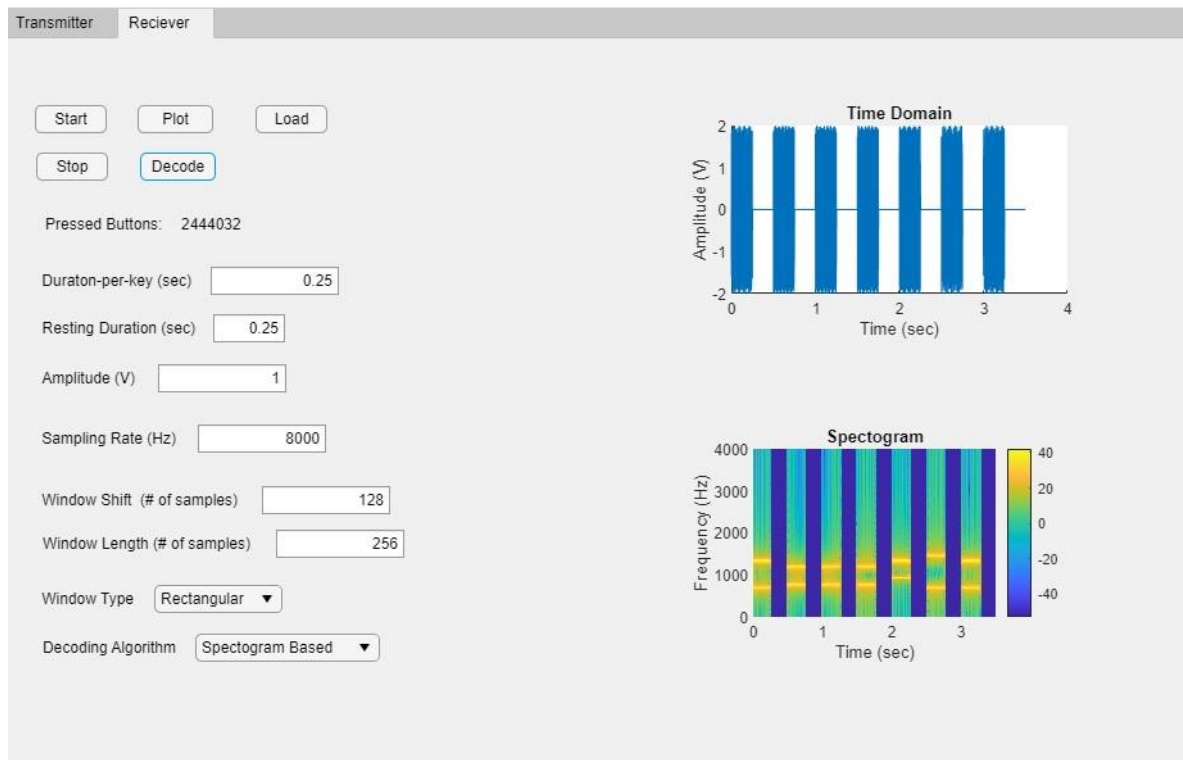 Transmitter Reciever
Start Plot Load
Stop Decode
Pressed Buttons: 2444032
Duraton-per-key (sec) 0.25
Resting Duration (sec) 0.25
Amplitude (V) 1
Sampling Rate (Hz) 8000
Window Shift (# of samples) 128
Window Length (# of samples) 256
Window Type Rectangular
Decoding Algorithm Spectogram Based
Time Domain
Amplitude (V)
2
1
0
-1
-2
0 1 2 3 4
Time (sec)
Spectogram
Frequency (Hz)
4000
3000
2000
1000
0
0 1 2 3
Time (sec)
40
20
0
-20
-40